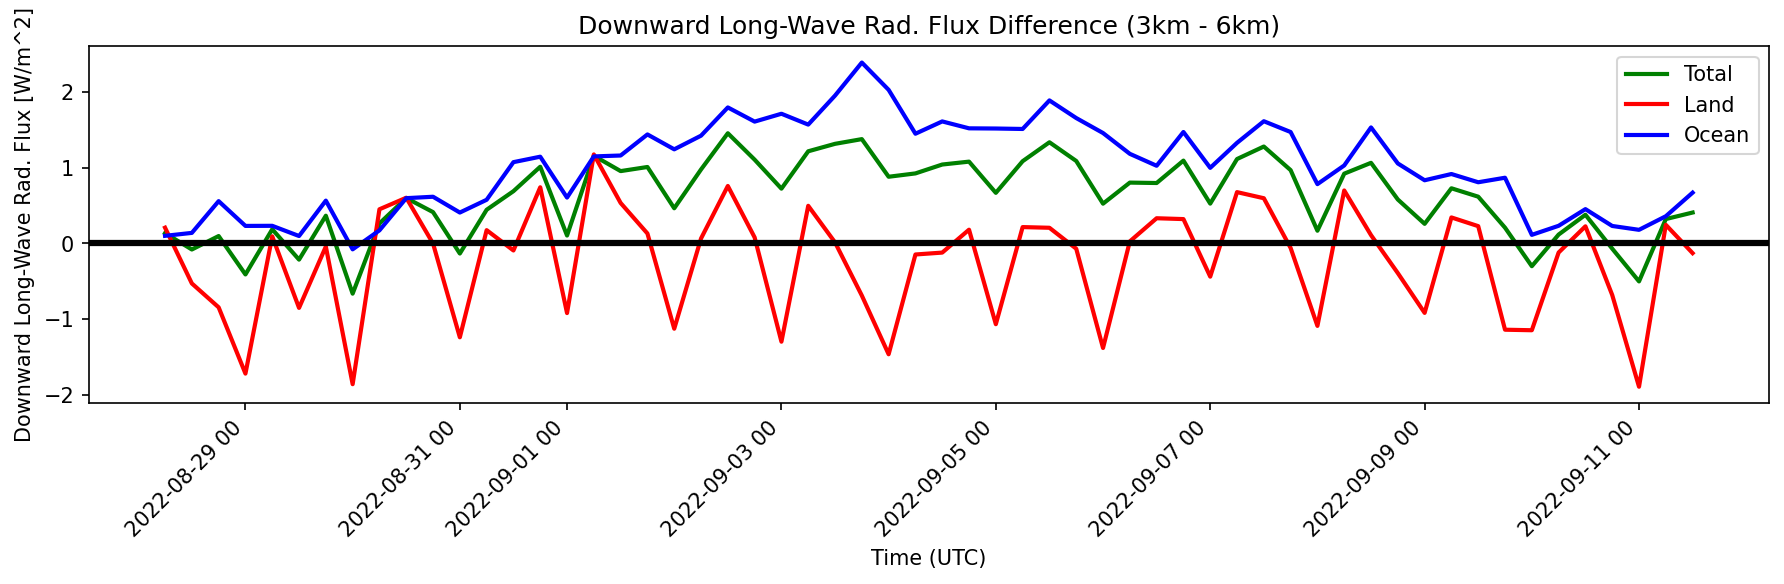 Downward Long-Wave Rad. Flux Difference (3km - 6km)
Downward Long-Wave Rad. Flux [W/m^2]
2
1
0
−1
−2
Total
Land
Ocean
2022-08-29 00
2022-08-31 00
2022-09-01 00
2022-09-03 00
2022-09-05 00
2022-09-07 00
2022-09-09 00
2022-09-11 00
Time (UTC)